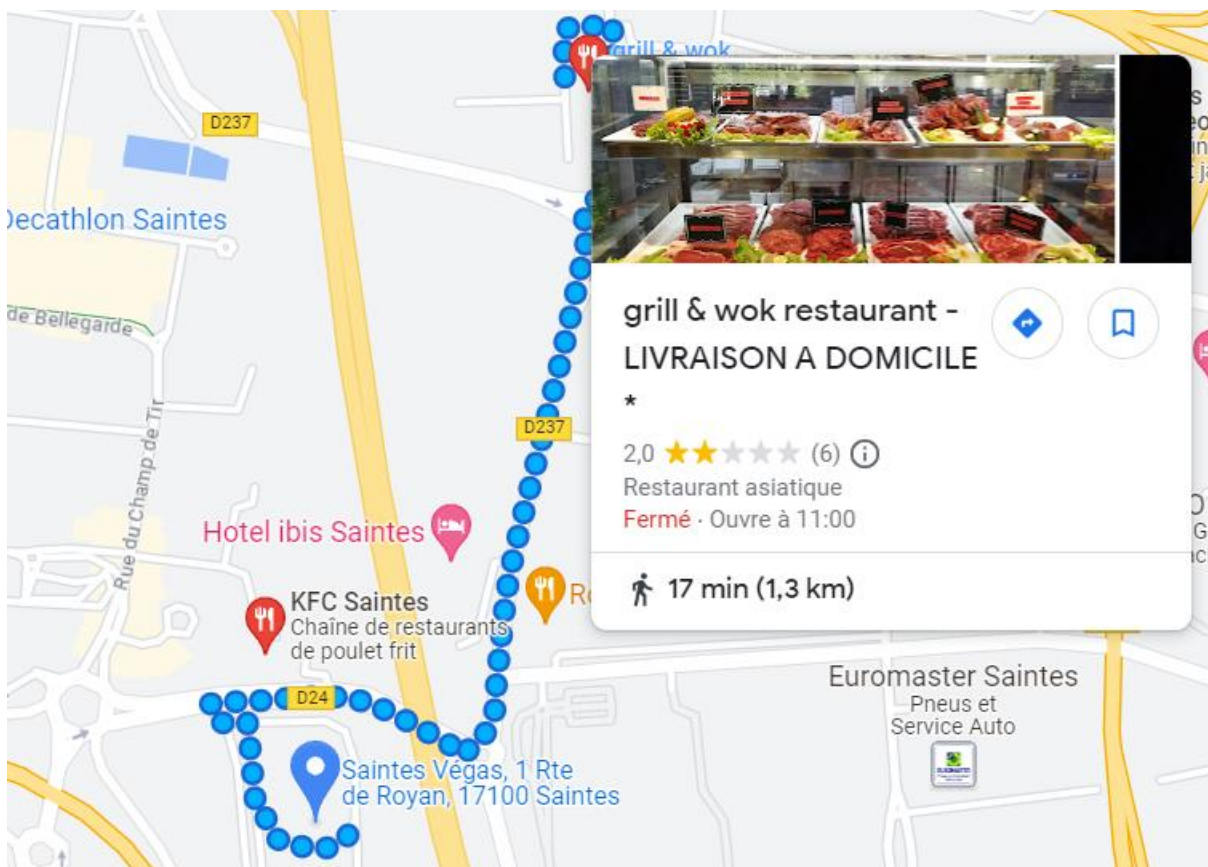 grill & wok
D237
Decathlon Saintes
de Bellegarde
Rue du Champ de Tir
D237
Hotel ibis Saintes
KFC Saintes
Chaîne de restaurants
de poulet frit
D24
Saintes Végas, 1 Rte
de Royan, 17100 Saintes
grill & wok restaurant -
LIVRAISON A DOMICILE
*
2,0 (6)
Restaurant asiatique
Fermé · Ouvre à 11:00
17 min (1,3 km)
Euromaster Saintes
Pneus et
Service Auto